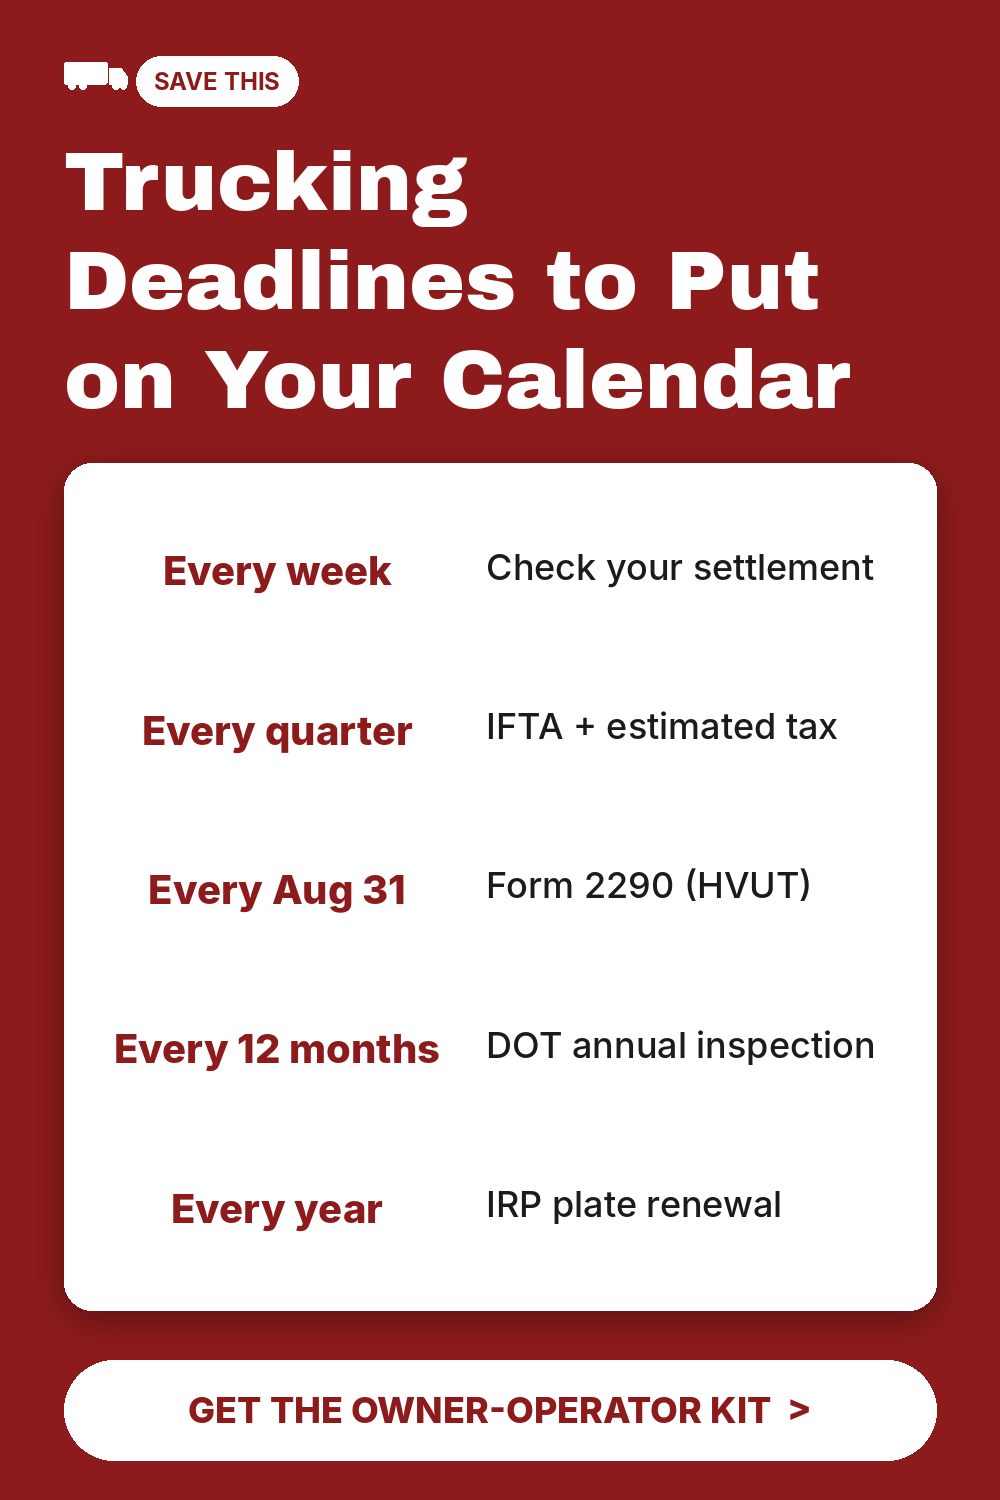 SAVE THIS
Trucking
Deadlines to Put
on Your Calendar
Every week Check your settlement
Every quarter IFTA + estimated tax
Every Aug 31 Form 2290 (HVUT)
Every 12 months DOT annual inspection
Every year IRP plate renewal
GET THE OWNER-OPERATOR KIT >